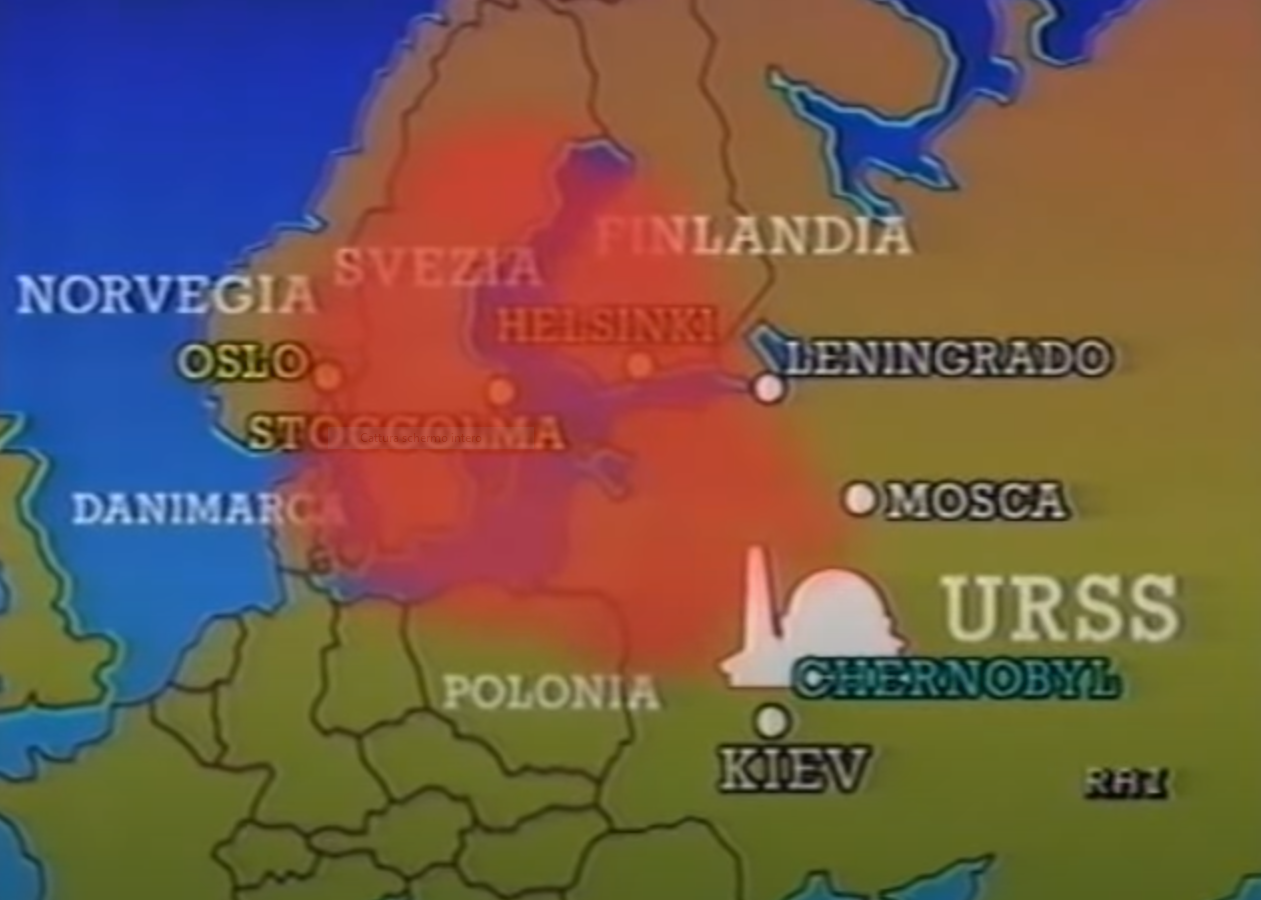 FINLANDIA
SVEZIA
NORVEGIA
HELSINKI
OSLO
LENINGRADO
STOCCOLMA
DANIMARCA
MOSCA
URSS
CHERNOBYL
POLONIA
KIEV
RAI